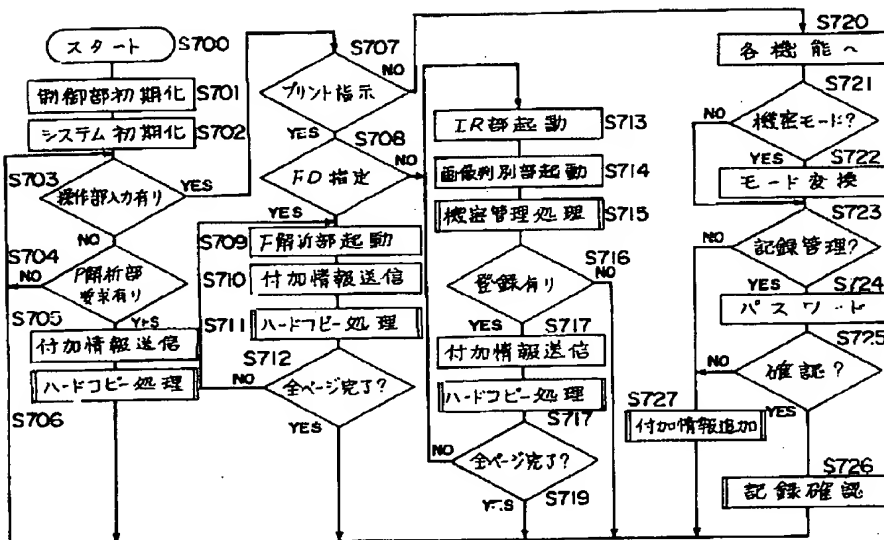 スタート S700
制御部初期化 S701
システム初期化 S702
S703
操作部入力有り YES
NO
S704
NO P解析部
要求有り
YES
S705
付加情報送信
ハードコピー処理
S706
S707
プリント指示 NO
YES
S708
FD指定 NO
YES
S709 F解析部起動
S710 付加情報送信
S711 ハードコピー処理
S712
NO 全ページ完了?
YES
IR部起動 S713
画像判別部起動 S714
機密管理処理 S715
S716
登録有り NO
YES S717
付加情報送信
ハードコピー処理
S717
NO 全ページ完了?
YES S719
S720
各機能へ
S721
NO 機密モード?
YES S722
モード変換
S723
NO 記録管理?
YES S724
パスワード
S725
NO 確認?
YES
S727
付加情報追加
S726
記録確認